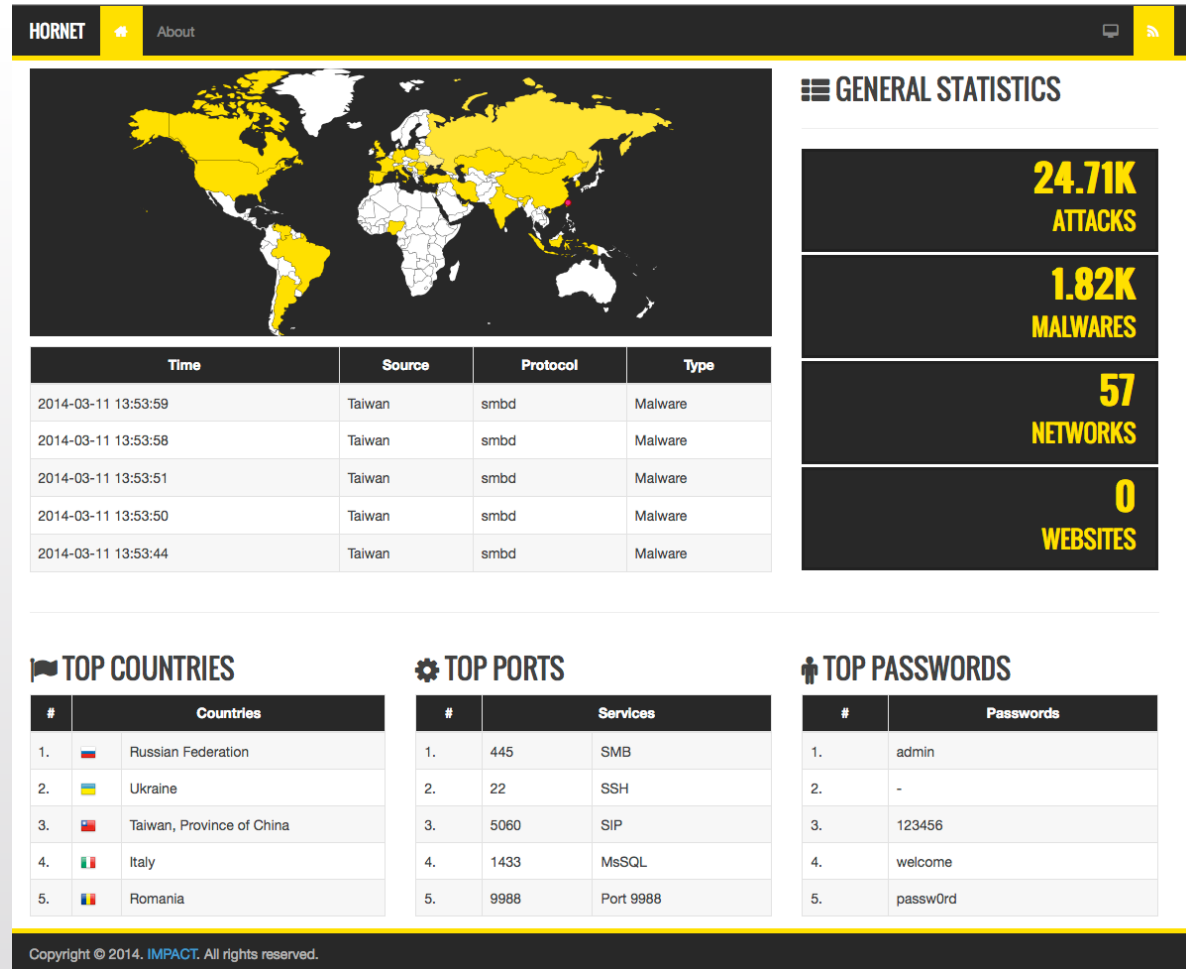 HORNET About
GENERAL STATISTICS
24.71K
ATTACKS
1.82K
MALWARES
57
NETWORKS
0
WEBSITES
Time Source Protocol Type
2014-03-11 13:53:59 Taiwan smbd Malware
2014-03-11 13:53:58 Taiwan smbd Malware
2014-03-11 13:53:51 Taiwan smbd Malware
2014-03-11 13:53:50 Taiwan smbd Malware
2014-03-11 13:53:44 Taiwan smbd Malware
TOP COUNTRIES
# Countries
1. Russian Federation
2. Ukraine
3. Taiwan, Province of China
4. Italy
5. Romania
TOP PORTS
# Services
1. 445 SMB
2. 22 SSH
3. 5060 SIP
4. 1433 MsSQL
5. 9988 Port 9988
TOP PASSWORDS
# Passwords
1. admin
2. -
3. 123456
4. welcome
5. passw0rd
Copyright © 2014. IMPACT. All rights reserved.